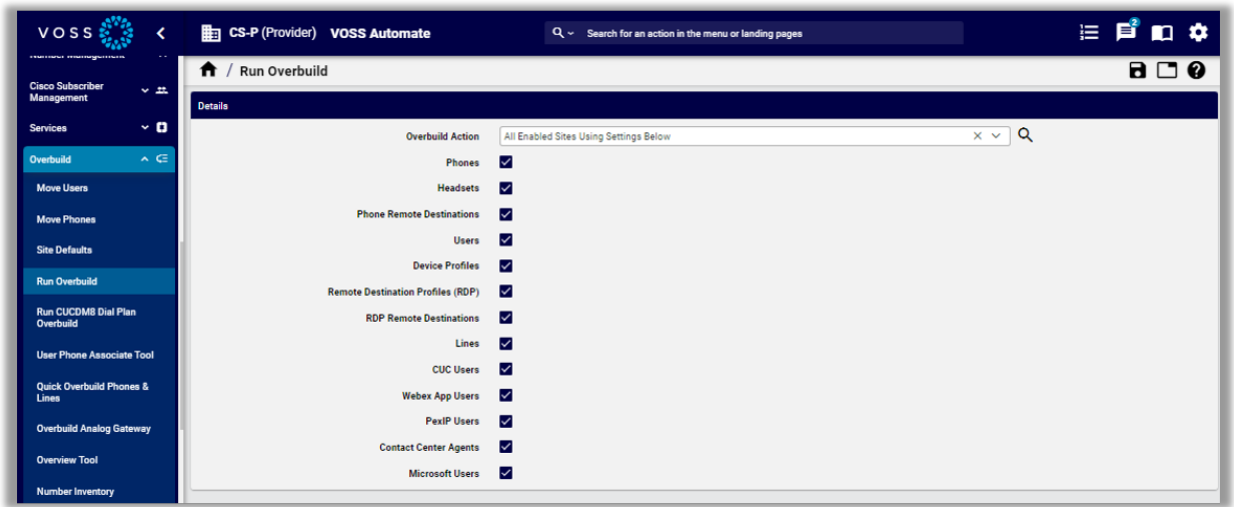 VOSS
CS-P (Provider) VOSS Automate
Search for an action in the menu or landing pages
2
Number Management
Cisco Subscriber
Management
Services
Overbuild
Move Users
Move Phones
Site Defaults
Run Overbuild
Run CUCDM8 Dial Plan
Overbuild
User Phone Associate Tool
Quick Overbuild Phones &
Lines
Overbuild Analog Gateway
Overview Tool
Number Inventory
/ Run Overbuild
Details
Overbuild Action All Enabled Sites Using Settings Below
Phones
Headsets
Phone Remote Destinations
Users
Device Profiles
Remote Destination Profiles (RDP)
RDP Remote Destinations
Lines
CUC Users
Webex App Users
PexIP Users
Contact Center Agents
Microsoft Users